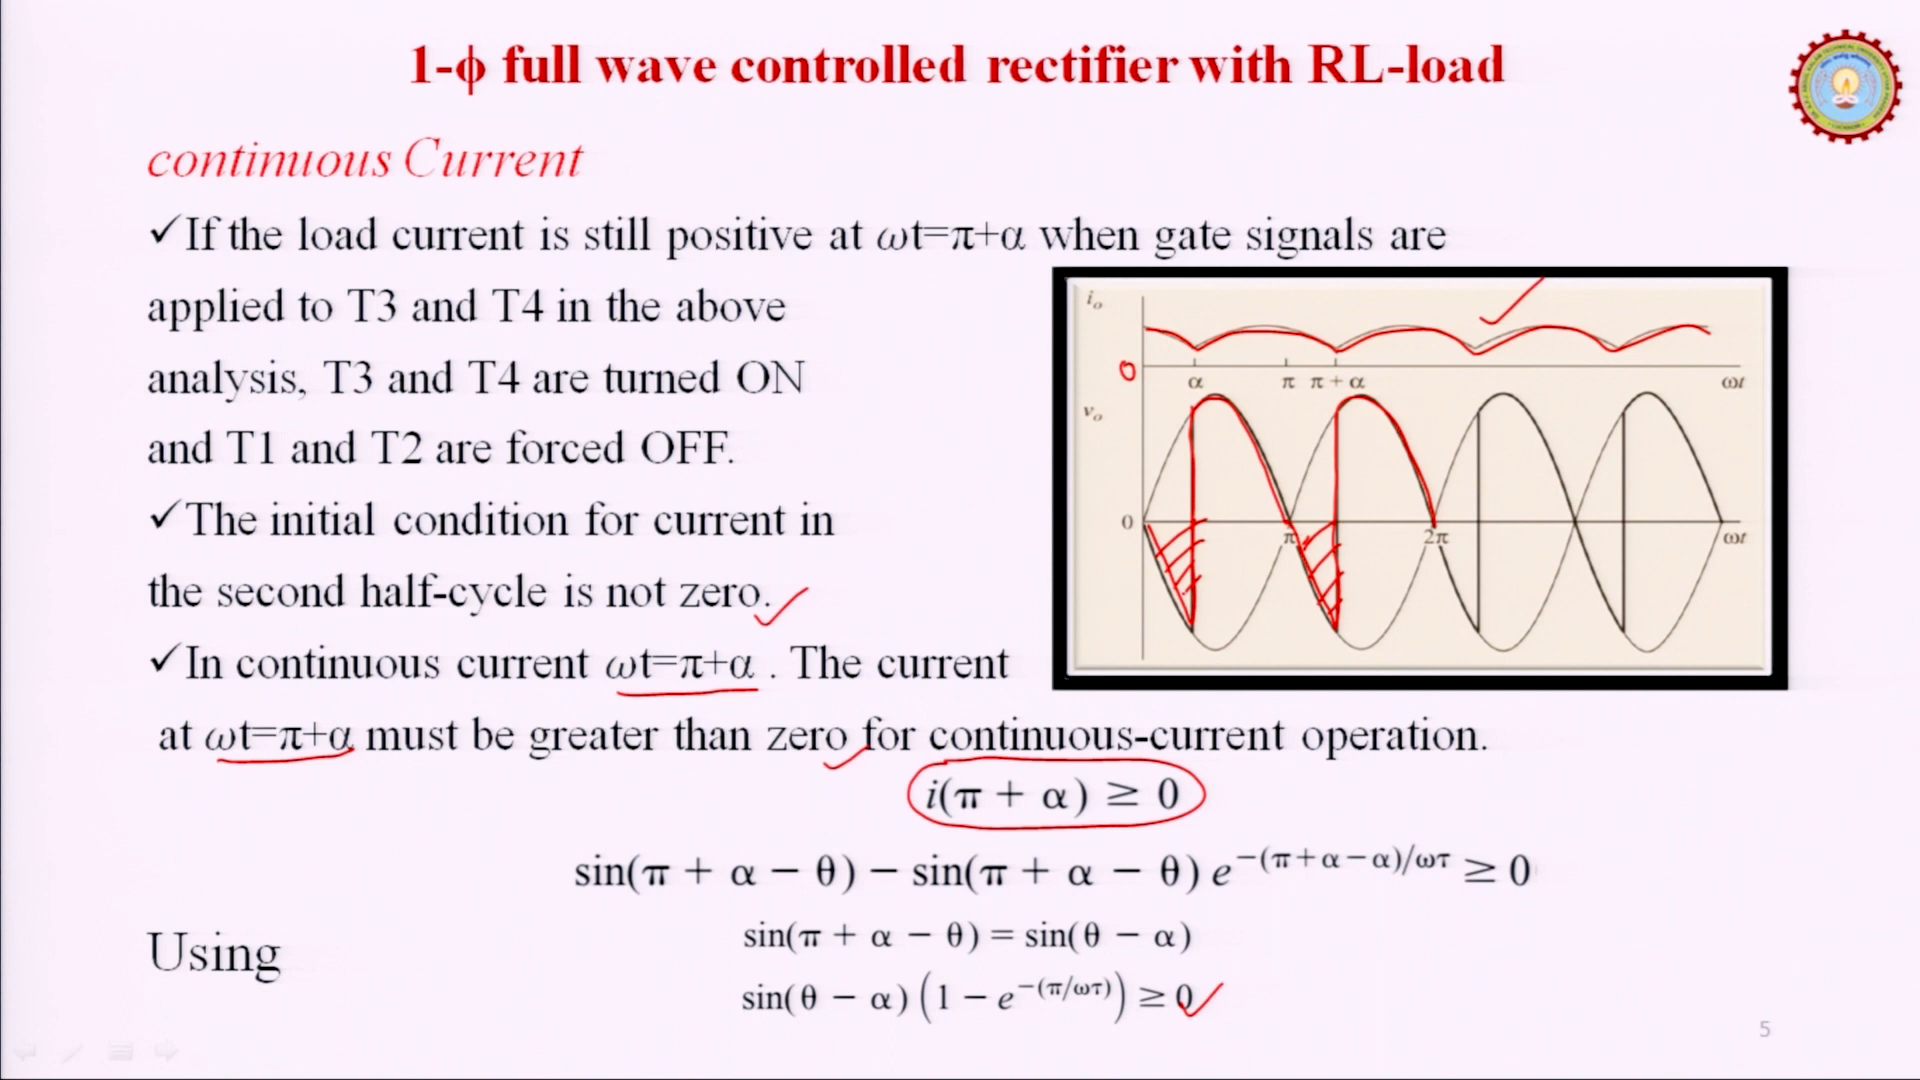 1-ϕ full wave controlled rectifier with RL-load
continuous Current
✓If the load current is still positive at ωt=π+α when gate signals are
applied to T3 and T4 in the above
analysis, T3 and T4 are turned ON
and T1 and T2 are forced OFF.
✓The initial condition for current in
the second half-cycle is not zero.
✓In continuous current ωt=π+α . The current
at ωt=π+α must be greater than zero for continuous-current operation.
iₒ
0
α π π + α ωt
vₒ
0
π 2π ωt
i(π + α) ≥ 0
sin(π + α − θ) − sin(π + α − θ) e^−(π+α−α)/ωτ ≥ 0
Using
sin(π + α − θ) = sin(θ − α)
sin(θ − α) (1 − e^−(π/ωτ)) ≥ 0
5